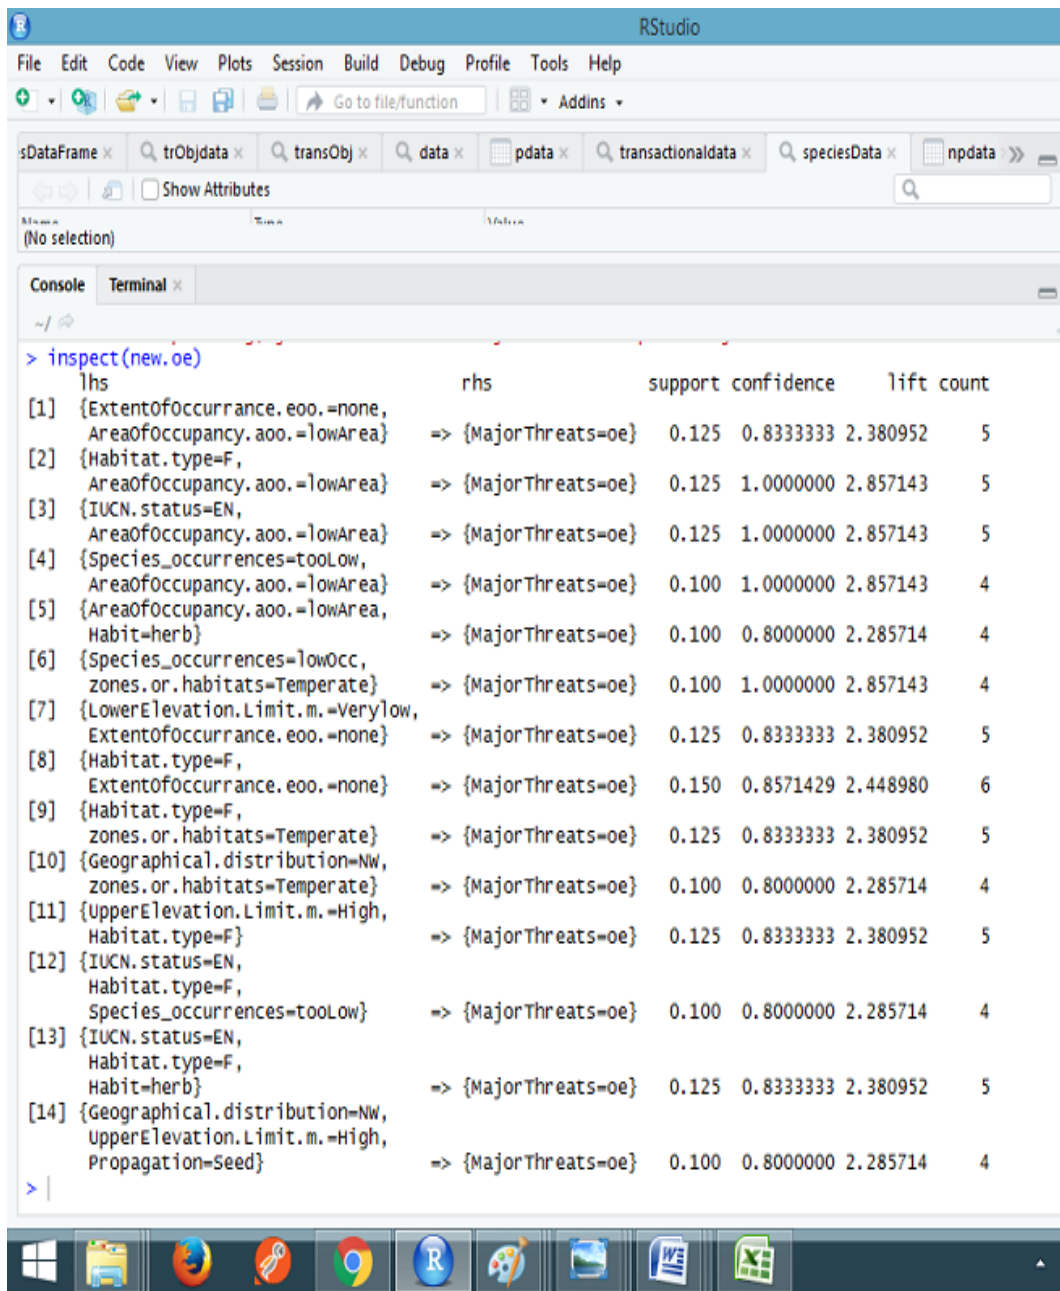 RStudio
File Edit Code View Plots Session Build Debug Profile Tools Help
Go to file/function Addins
sDataFrame trObjdata transObj data pdata transactionaldata speciesData npdata
Show Attributes
Name Type Value
(No selection)
Console Terminal
~/
> inspect(new.oe)
lhs rhs support confidence lift count
[1] {ExtentOfOccurrance.eoo.=none,
AreaOfOccupancy.aoo.=lowArea} => {MajorThreats=oe} 0.125 0.8333333 2.380952 5
[2] {Habitat.type=F,
AreaOfOccupancy.aoo.=lowArea} => {MajorThreats=oe} 0.125 1.0000000 2.857143 5
[3] {IUCN.status=EN,
AreaOfOccupancy.aoo.=lowArea} => {MajorThreats=oe} 0.125 1.0000000 2.857143 5
[4] {Species_occurrences=tooLow,
AreaOfOccupancy.aoo.=lowArea} => {MajorThreats=oe} 0.100 1.0000000 2.857143 4
[5] {AreaOfOccupancy.aoo.=lowArea,
Habit=herb} => {MajorThreats=oe} 0.100 0.8000000 2.285714 4
[6] {Species_occurrences=lowOcc,
zones.or.habitats=Temperate} => {MajorThreats=oe} 0.100 1.0000000 2.857143 4
[7] {LowerElevation.Limit.m.=Verylow,
ExtentOfOccurrance.eoo.=none} => {MajorThreats=oe} 0.125 0.8333333 2.380952 5
[8] {Habitat.type=F,
ExtentOfOccurrance.eoo.=none} => {MajorThreats=oe} 0.150 0.8571429 2.448980 6
[9] {Habitat.type=F,
zones.or.habitats=Temperate} => {MajorThreats=oe} 0.125 0.8333333 2.380952 5
[10] {Geographical.distribution=NW,
zones.or.habitats=Temperate} => {MajorThreats=oe} 0.100 0.8000000 2.285714 4
[11] {UpperElevation.Limit.m.=High,
Habitat.type=F} => {MajorThreats=oe} 0.125 0.8333333 2.380952 5
[12] {IUCN.status=EN,
Habitat.type=F,
Species_occurrences=tooLow} => {MajorThreats=oe} 0.100 0.8000000 2.285714 4
[13] {IUCN.status=EN,
Habitat.type=F,
Habit=herb} => {MajorThreats=oe} 0.125 0.8333333 2.380952 5
[14] {Geographical.distribution=NW,
UpperElevation.Limit.m.=High,
Propagation=Seed} => {MajorThreats=oe} 0.100 0.8000000 2.285714 4
>